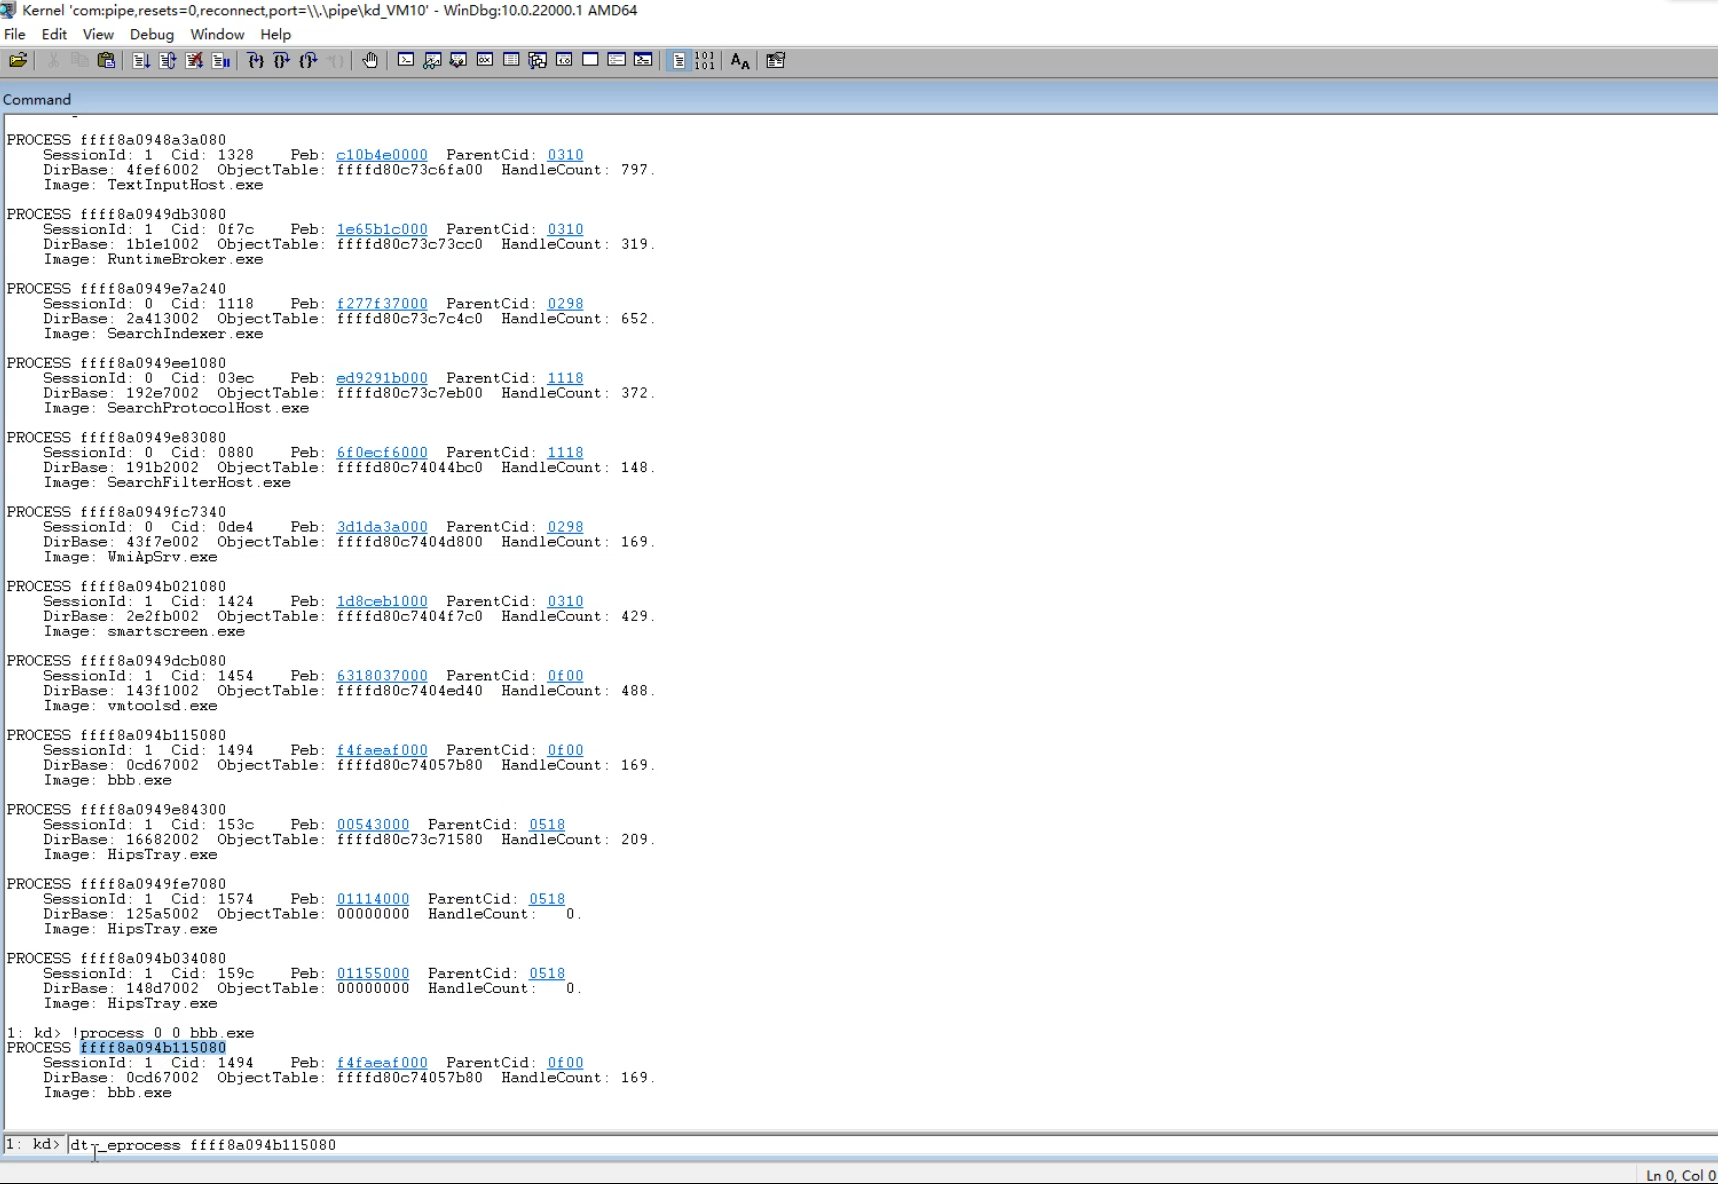 Kernel 'com:pipe,resets=0,reconnect,port=\\.\pipe\kd_VM10' - WinDbg:10.0.22000.1 AMD64
File Edit View Debug Window Help
Command
PROCESS ffff8a0948a3a080
SessionId: 1 Cid: 1328 Peb: c10b4e0000 ParentCid: 0310
DirBase: 4fef6002 ObjectTable: ffffd80c73c6fa00 HandleCount: 797.
Image: TextInputHost.exe
PROCESS ffff8a0949db3080
SessionId: 1 Cid: 0f7c Peb: 1e65b1c000 ParentCid: 0310
DirBase: 1b1e1002 ObjectTable: ffffd80c73c73cc0 HandleCount: 319.
Image: RuntimeBroker.exe
PROCESS ffff8a0949e7a240
SessionId: 0 Cid: 1118 Peb: f277f37000 ParentCid: 0298
DirBase: 2a413002 ObjectTable: ffffd80c73c7c4c0 HandleCount: 652.
Image: SearchIndexer.exe
PROCESS ffff8a0949ee1080
SessionId: 0 Cid: 03ec Peb: ed9291b000 ParentCid: 1118
DirBase: 192e7002 ObjectTable: ffffd80c73c7eb00 HandleCount: 372.
Image: SearchProtocolHost.exe
PROCESS ffff8a0949e83080
SessionId: 0 Cid: 0880 Peb: 6f0ecf6000 ParentCid: 1118
DirBase: 191b2002 ObjectTable: ffffd80c74044bc0 HandleCount: 148.
Image: SearchFilterHost.exe
PROCESS ffff8a0949fc7340
SessionId: 0 Cid: 0de4 Peb: 3d1da3a000 ParentCid: 0298
DirBase: 43f7e002 ObjectTable: ffffd80c7404d800 HandleCount: 169.
Image: WmiApSrv.exe
PROCESS ffff8a094b021080
SessionId: 1 Cid: 1424 Peb: 1d8ceb1000 ParentCid: 0310
DirBase: 2e2fb002 ObjectTable: ffffd80c7404f7c0 HandleCount: 429.
Image: smartscreen.exe
PROCESS ffff8a0949dcb080
SessionId: 1 Cid: 1454 Peb: 6318037000 ParentCid: 0f00
DirBase: 143f1002 ObjectTable: ffffd80c7404ed40 HandleCount: 488.
Image: vmtoolsd.exe
PROCESS ffff8a094b115080
SessionId: 1 Cid: 1494 Peb: f4faeaf000 ParentCid: 0f00
DirBase: 0cd67002 ObjectTable: ffffd80c74057b80 HandleCount: 169.
Image: bbb.exe
PROCESS ffff8a0949e84300
SessionId: 1 Cid: 153c Peb: 00543000 ParentCid: 0518
DirBase: 16682002 ObjectTable: ffffd80c73c71580 HandleCount: 209.
Image: HipsTray.exe
PROCESS ffff8a0949fe7080
SessionId: 1 Cid: 1574 Peb: 01114000 ParentCid: 0518
DirBase: 125a5002 ObjectTable: 00000000 HandleCount: 0.
Image: HipsTray.exe
PROCESS ffff8a094b034080
SessionId: 1 Cid: 159c Peb: 01155000 ParentCid: 0518
DirBase: 148d7002 ObjectTable: 00000000 HandleCount: 0.
Image: HipsTray.exe
1: kd> !process 0 0 bbb.exe
PROCESS ffff8a094b115080
SessionId: 1 Cid: 1494 Peb: f4faeaf000 ParentCid: 0f00
DirBase: 0cd67002 ObjectTable: ffffd80c74057b80 HandleCount: 169.
Image: bbb.exe
1: kd> dt _eprocess ffff8a094b115080
Ln 0, Col 0